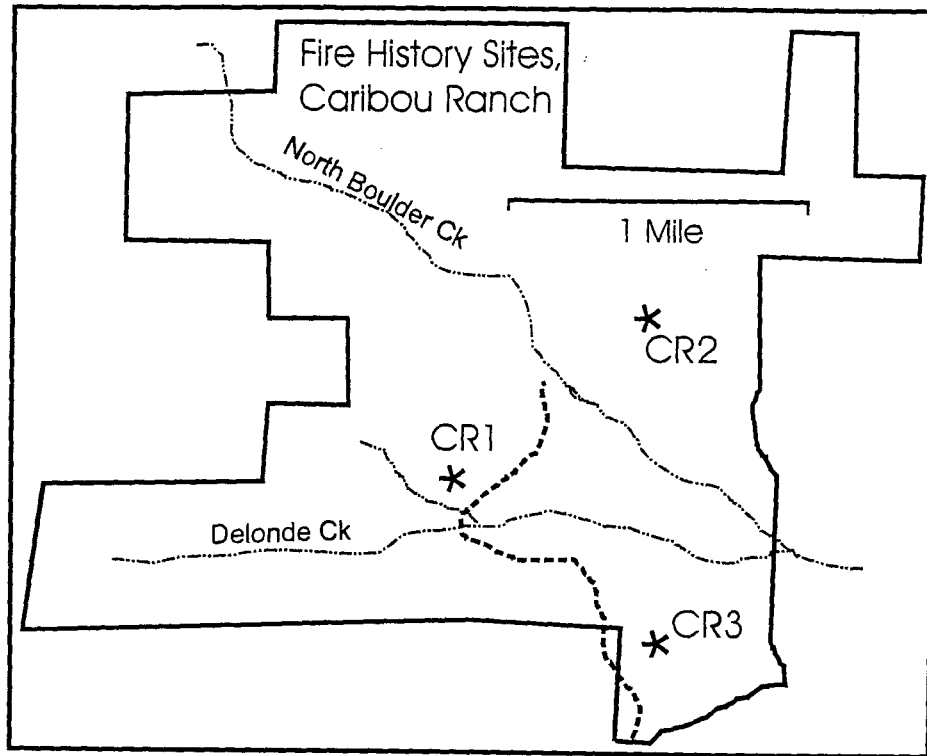 Fire History Sites,
Caribou Ranch
North Boulder Ck
1 Mile
CR2
CR1
Delonde Ck
CR3